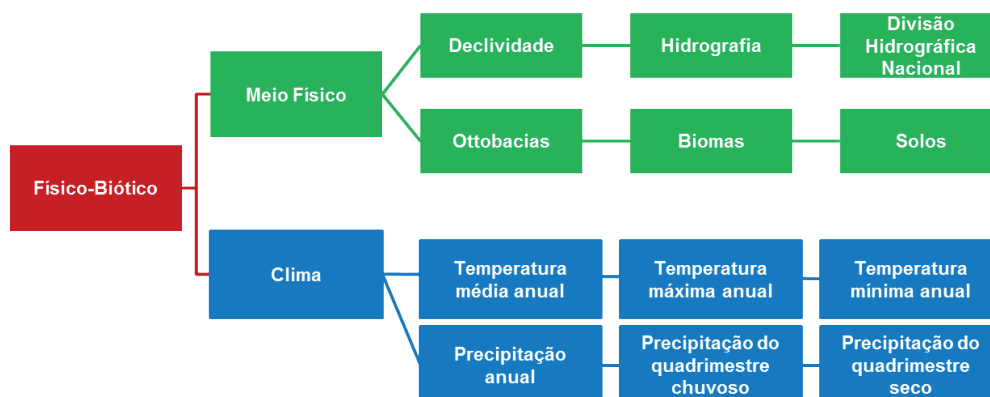 Físico-Biótico
Meio Físico
Declividade
Hidrografia
Divisão
Hidrográfica
Nacional
Ottobacias
Biomas
Solos
Clima
Temperatura
média anual
Temperatura
máxima anual
Temperatura
mínima anual
Precipitação
anual
Precipitação do
quadrimestre
chuvoso
Precipitação do
quadrimestre
seco